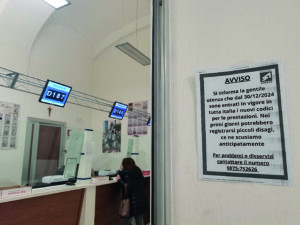 D187
D187
AVVISO
Si informa la gentile
utenza che dal 30/12/2024
sono entrati in vigore in
tutta Italia i nuovi codici
per le prestazioni. Nei
primi giorni potrebbero
registrarsi piccoli disagi,
ce ne scusiamo
anticipatamente
Per problemi e disservizi
contattare il numero
0975-752626